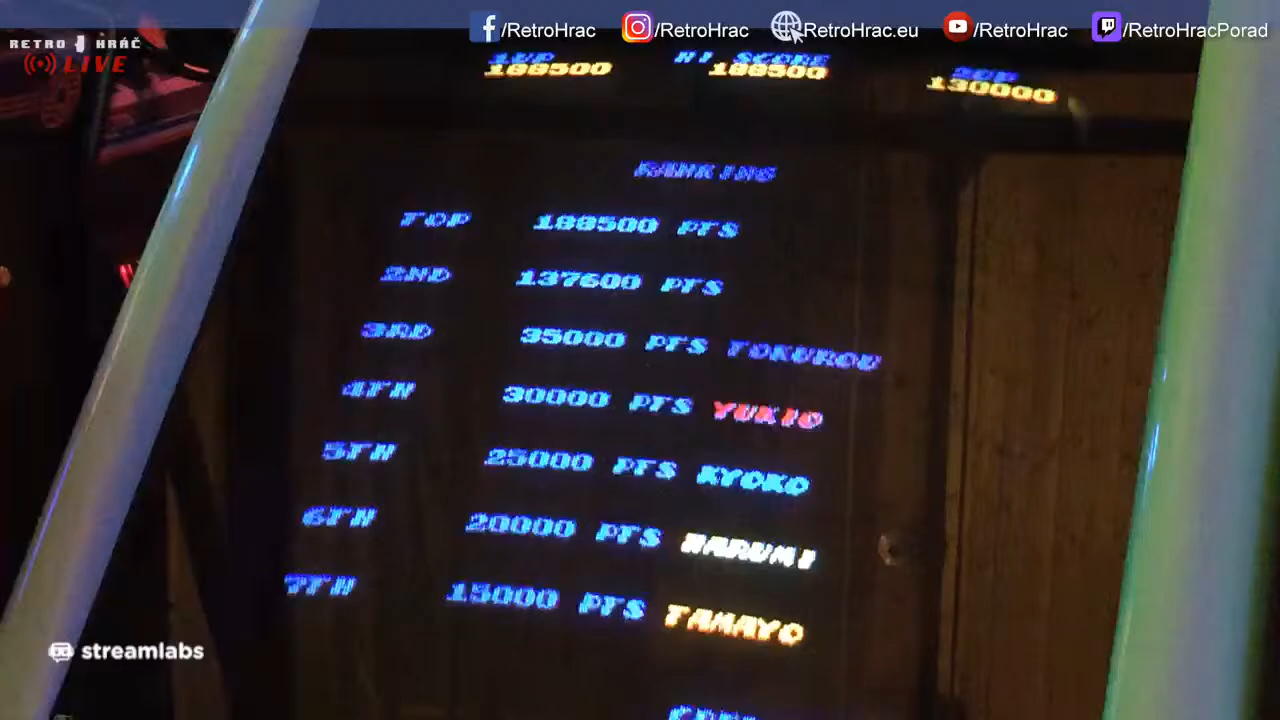 /RetroHrac /RetroHrac RetroHrac.eu /RetroHrac /RetroHracPorad
RETRO HRÁČ
LIVE
1UP HI SCORE 2UP
188500 188500 130000
RANKING
TOP 188500 PTS
2ND 137600 PTS
3RD 35000 PTS TOKUROU
4TH 30000 PTS YUKIO
5TH 25000 PTS KYOKO
6TH 20000 PTS HARUMI
7TH 15000 PTS TAMAYO
streamlabs